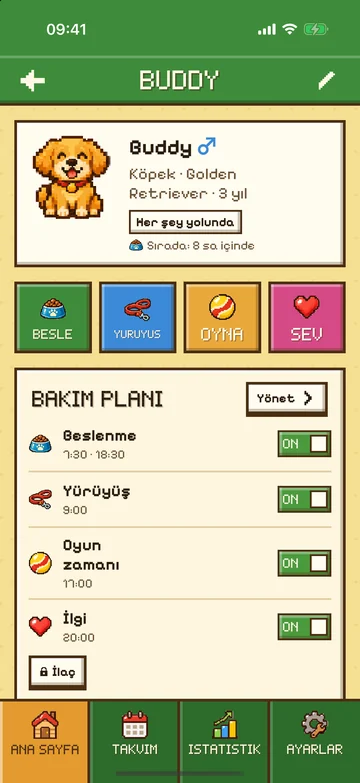 09:41
BUDDY
Buddy ♂
Köpek · Golden
Retriever · 3 yıl
Her şey yolunda
Sırada: 8 sa içinde
BESLE
YURUYUS
OYNA
SEV
BAKIM PLANI
Yönet
Beslenme
7:30 · 18:30
ON
Yürüyüş
9:00
ON
Oyun
zamanı
17:00
ON
İlgi
20:00
ON
İlaç
ANA SAYFA
TAKVIM
ISTATISTIK
AYARLAR